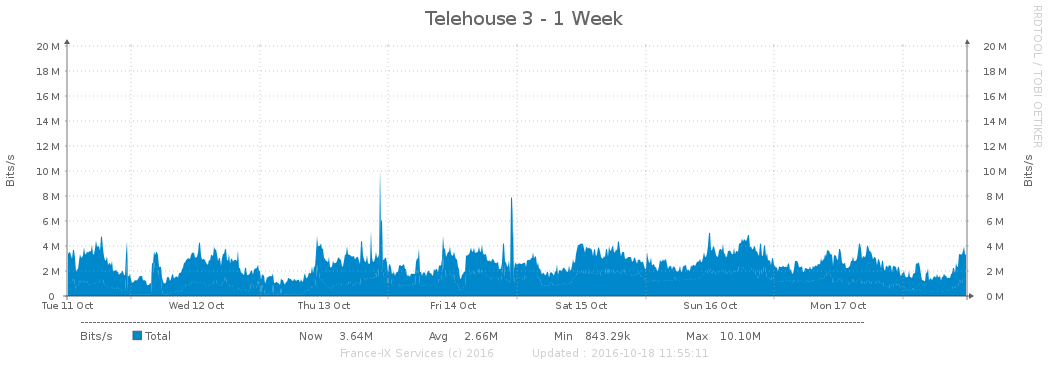 Telehouse 3 - 1 Week
RRDTOOL / TOBI OETIKER
Bits/s
Bits/s
20 M 20 M
18 M 18 M
16 M 16 M
14 M 14 M
12 M 12 M
10 M 10 M
8 M 8 M
6 M 6 M
4 M 4 M
2 M 2 M
0 0 M
Tue 11 Oct Wed 12 Oct Thu 13 Oct Fri 14 Oct Sat 15 Oct Sun 16 Oct Mon 17 Oct
Bits/s Total Now 3.64M Avg 2.66M Min 843.29k Max 10.10M
France-IX Services (c) 2016 Updated : 2016-10-18 11:55:11